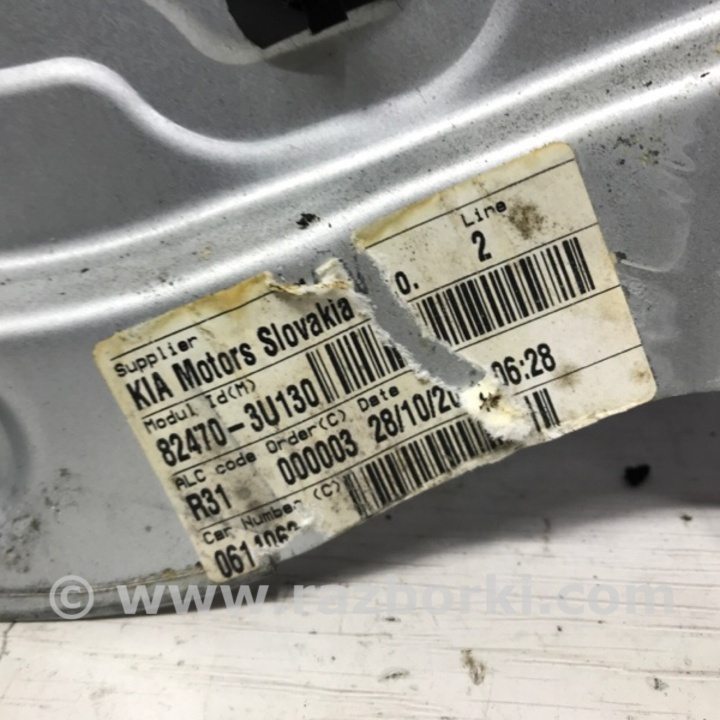 Supplier Line
KIA Motors Slovakia o. 2
Modul Id(M)
82470-3U130
ALC code Order(C) Date
R31 000003 28/10/20 06:28
Car Number (C)
© www.razborki.com